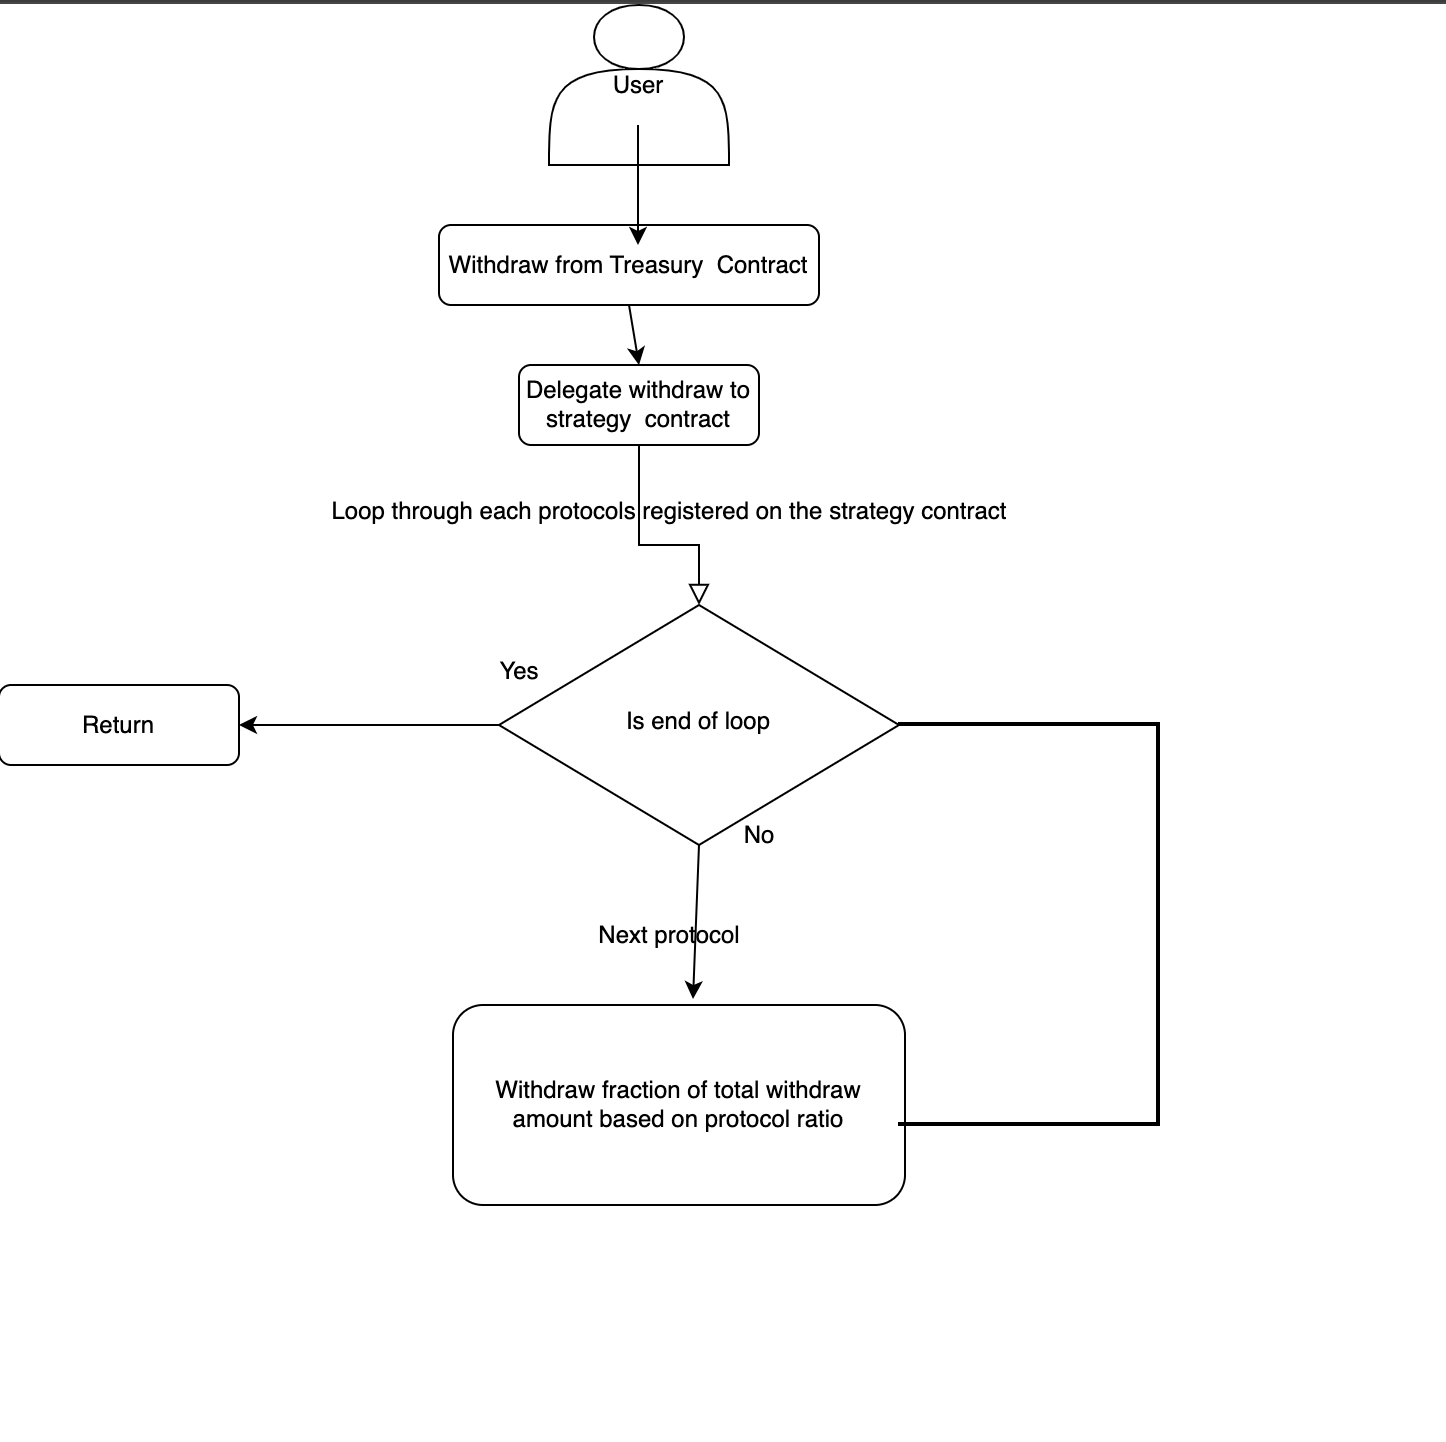 User
Withdraw from Treasury  Contract
Delegate withdraw to
strategy  contract
Loop through each protocols registered on the strategy contract
Yes
Return
Is end of loop
No
Next protocol
Withdraw fraction of total withdraw
amount based on protocol ratio